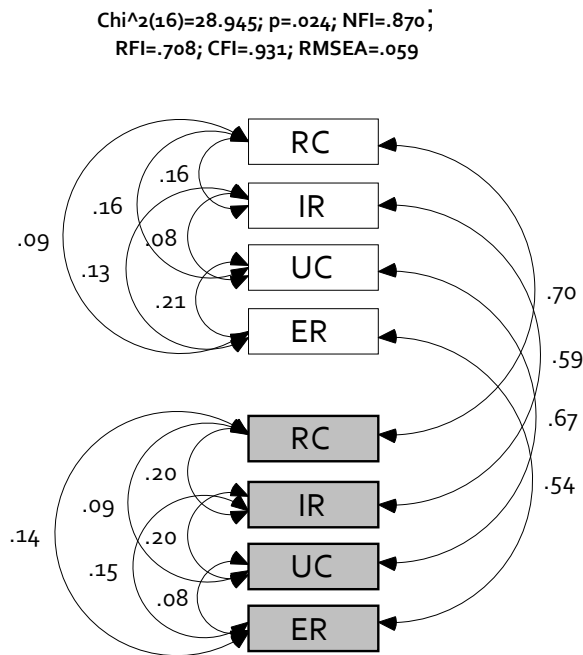 Chi^2(16)=28.945; p=.024; NFI=.870;
RFI=.708; CFI=.931; RMSEA=.059
RC
.16
IR
.16
.09
.08
UC
.13
.70
.21
ER
.59
RC
.67
.20
.54
.09
IR
.14
.20
UC
.15
.08
ER